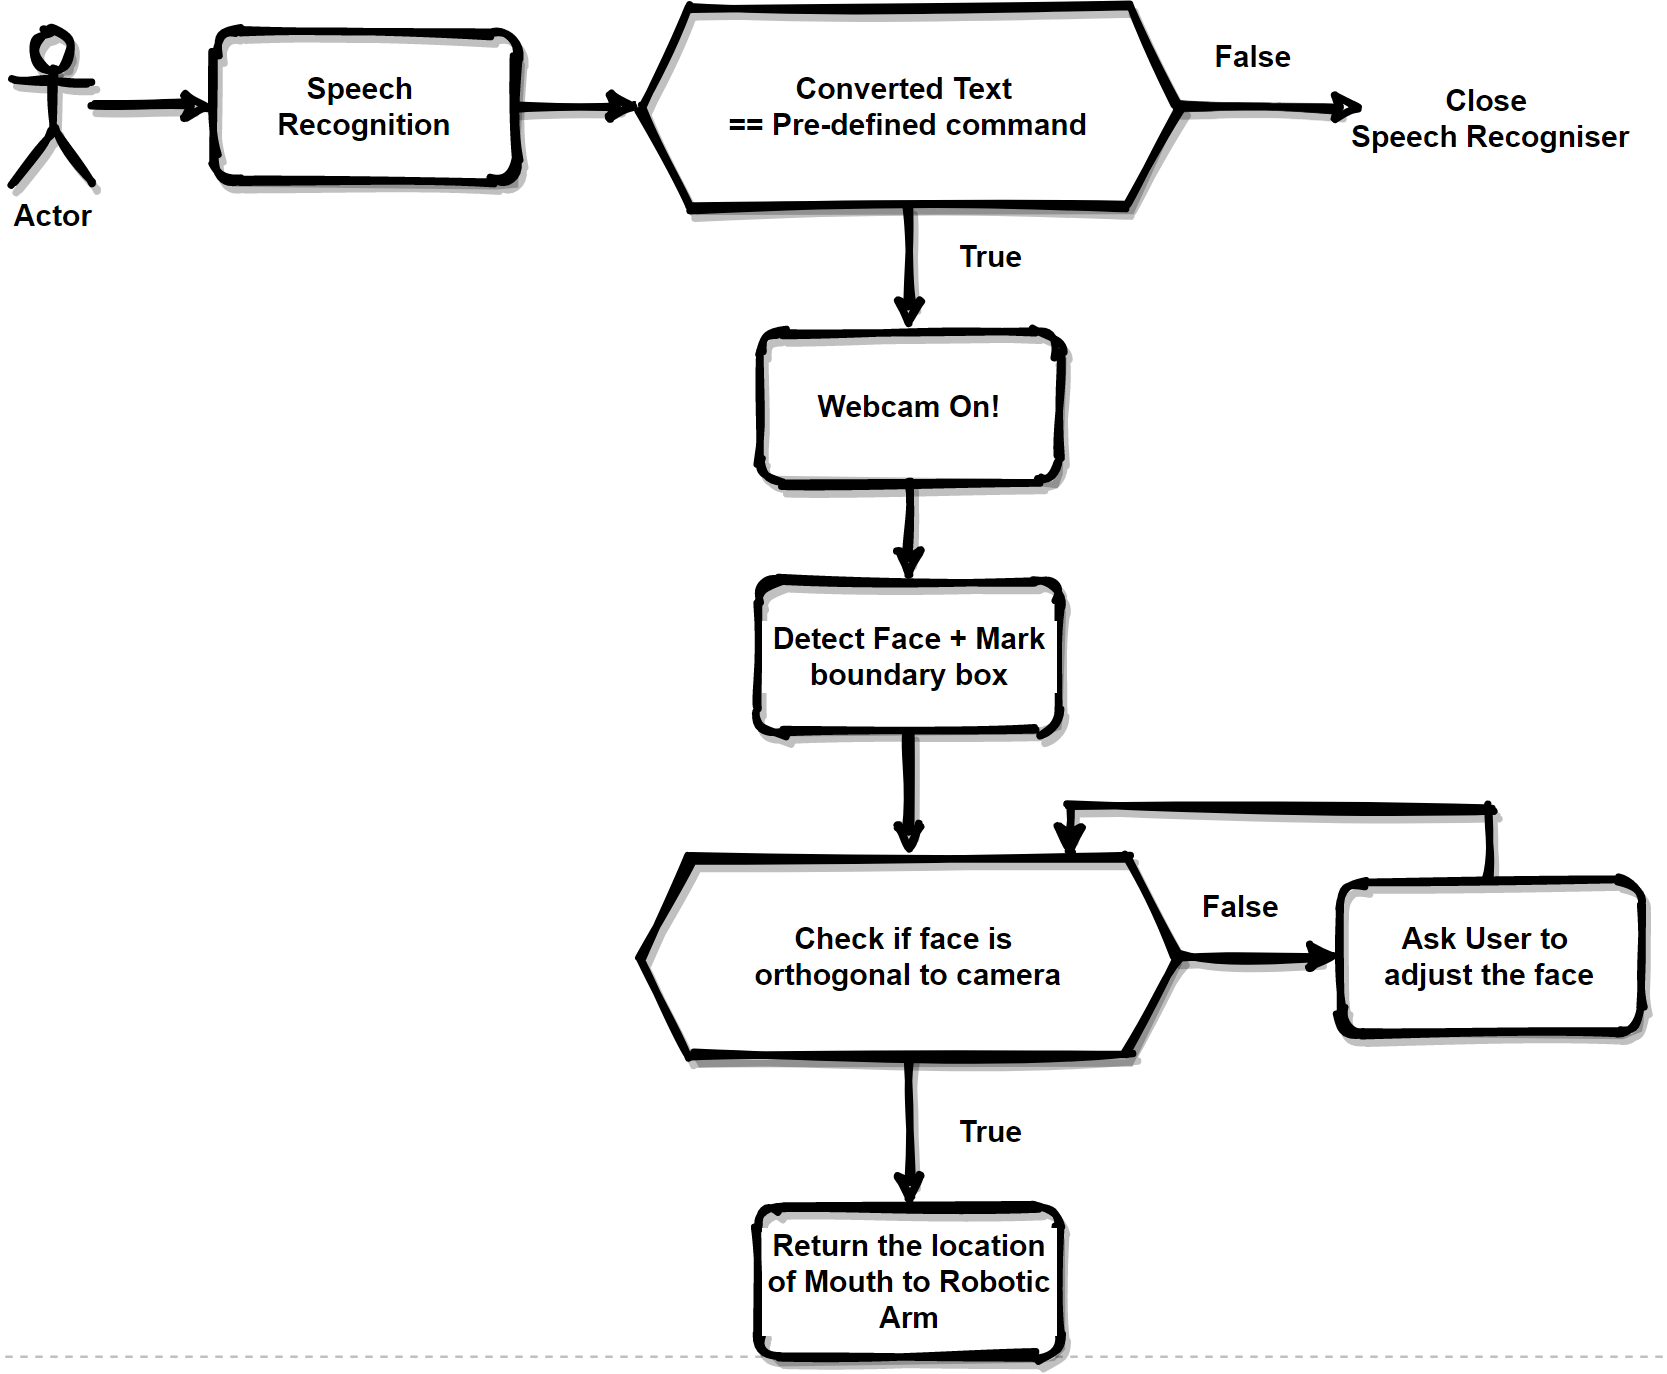 Actor
Speech
Recognition
Converted Text
== Pre-defined command
False
Close
Speech Recogniser
True
Webcam On!
Detect Face + Mark
boundary box
Check if face is
orthogonal to camera
False
Ask User to
adjust the face
True
Return the location
of Mouth to Robotic
Arm